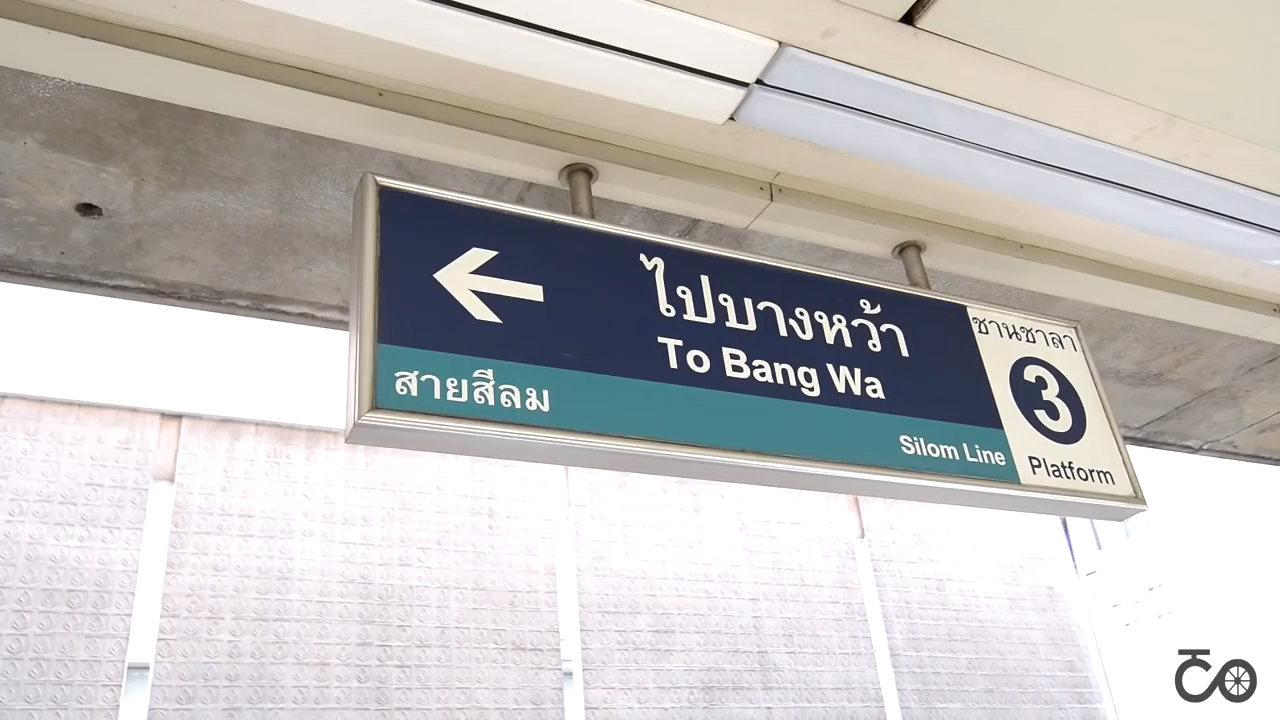 ไปบางหว้า
To Bang Wa
สายสีลม
Silom Line
ชานชาลา
3
Platform